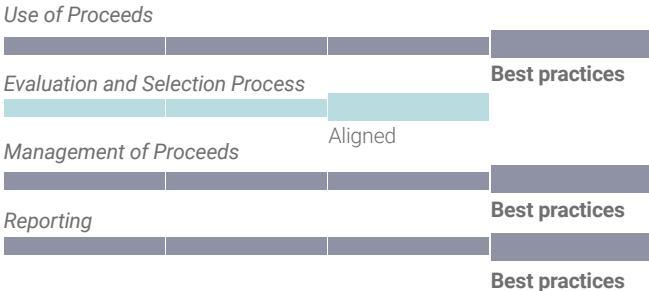 Use of Proceeds
Best practices
Evaluation and Selection Process
Aligned
Management of Proceeds
Best practices
Reporting
Best practices